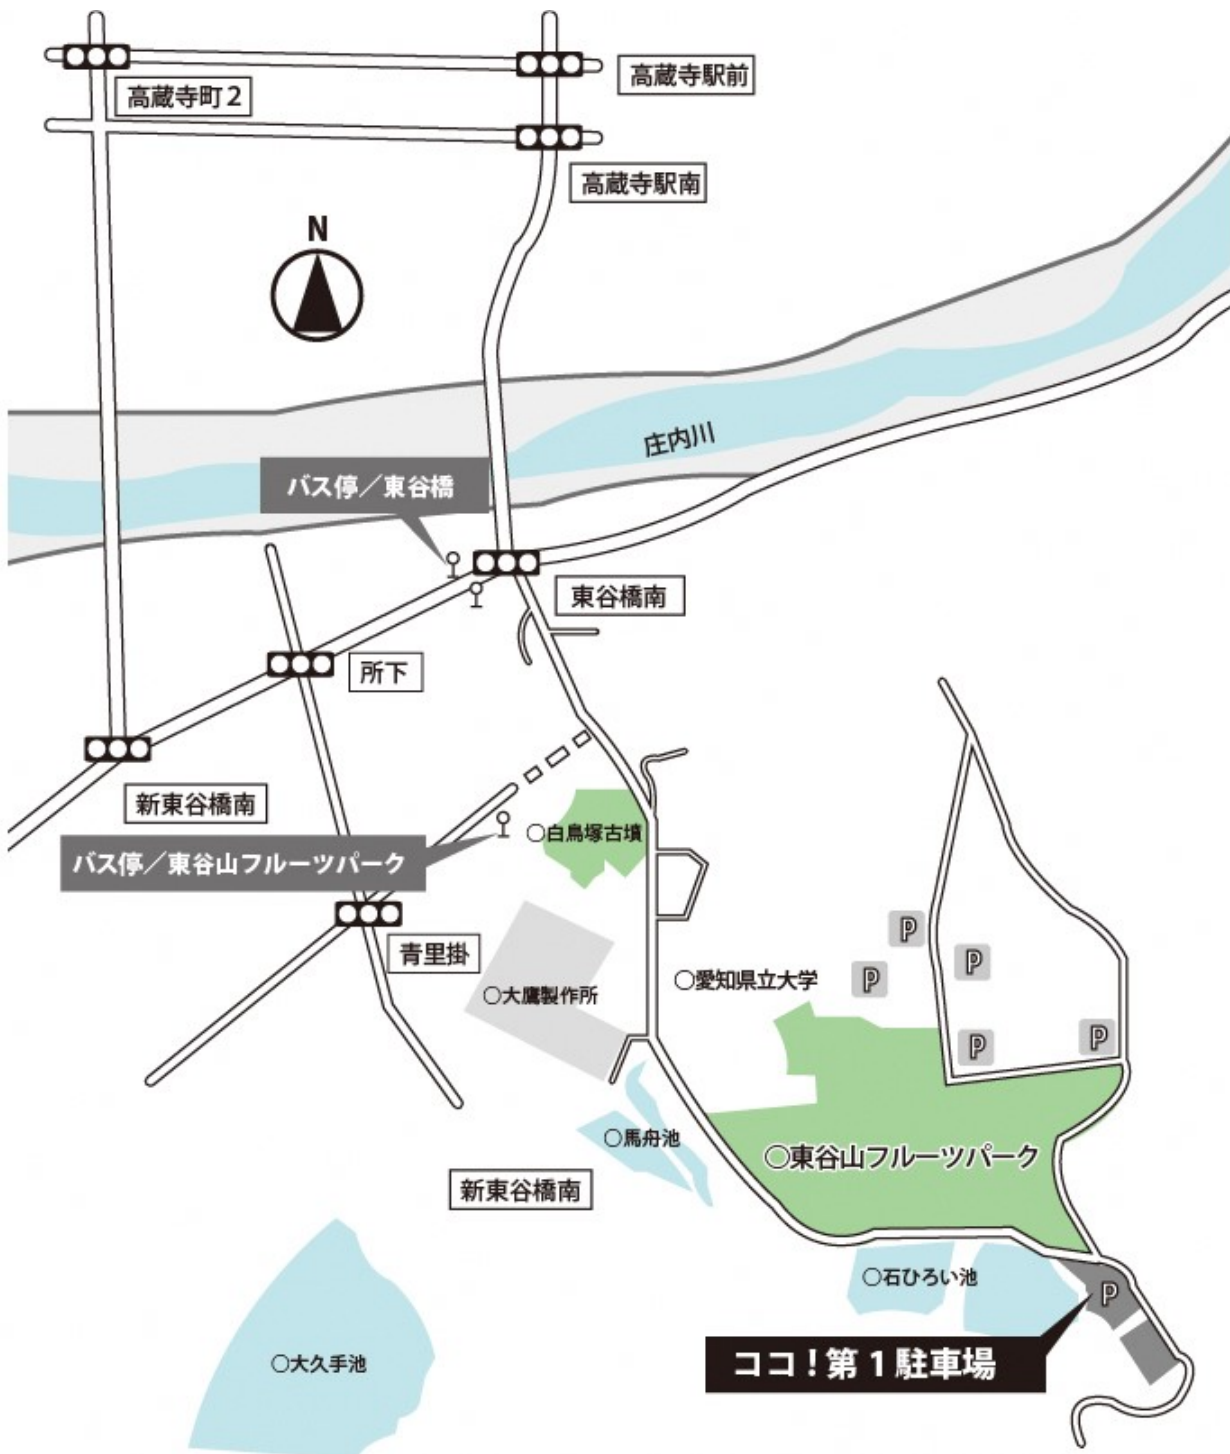 高蔵寺駅前
高蔵寺町2
高蔵寺駅南
N
庄内川
バス停／東谷橋
東谷橋南
所下
新東谷橋南
○白鳥塚古墳
バス停／東谷山フルーツパーク
P
青里掛
P
○愛知県立大学
P
○大鷹製作所
P
P
○馬舟池
○東谷山フルーツパーク
新東谷橋南
○石ひろい池
P
ココ！第1駐車場
○大久手池